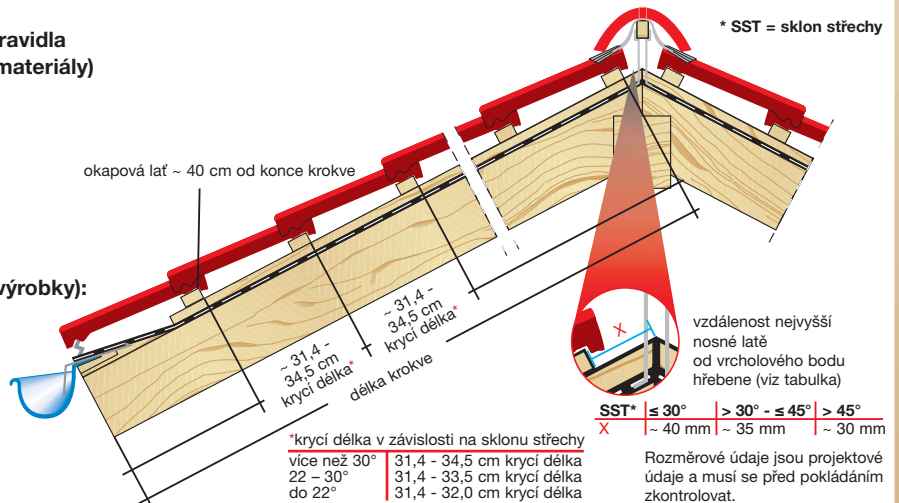 ravidla
materiály)
* SST = sklon střechy
okapová lať ~ 40 cm od konce krokve
výrobky):
~ 31,4 -
34,5 cm
krycí délka*
~ 31,4 -
34,5 cm
krycí délka*
délka krokve
X
vzdálenost nejvyšší
nosné latě
od vrcholového bodu
hřebene (viz tabulka)
SST* ≤ 30° > 30° - ≤ 45° > 45°
X ~ 40 mm ~ 35 mm ~ 30 mm
*krycí délka v závislosti na sklonu střechy
více než 30° 31,4 - 34,5 cm krycí délka
22 – 30° 31,4 - 33,5 cm krycí délka
do 22° 31,4 - 32,0 cm krycí délka
Rozměrové údaje jsou projektové
údaje a musí se před pokládáním
zkontrolovat.